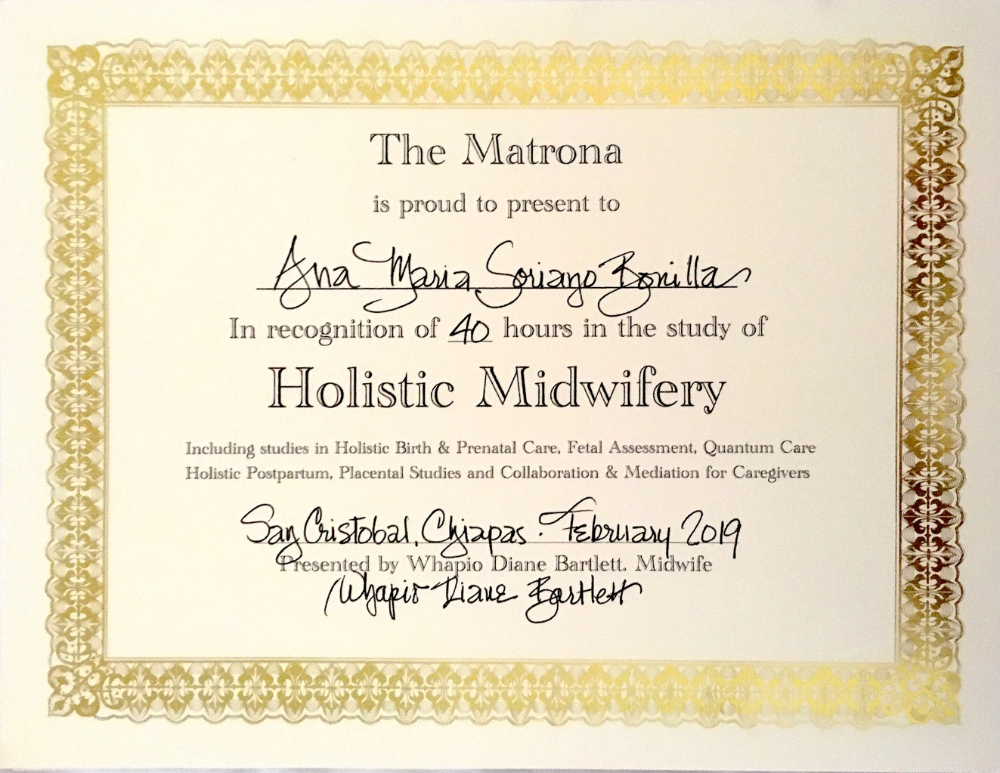 The Matrona
is proud to present to
Ana Maria Soriano Bonilla
In recognition of 40 hours in the study of
Holistic Midwifery
Including studies in Holistic Birth & Prenatal Care, Fetal Assessment, Quantum Care
Holistic Postpartum, Placental Studies and Collaboration & Mediation for Caregivers
San Cristobal, Chiapas. February 2019
Presented by Whapio Diane Bartlett. Midwife
Whapio Diane Bartlett